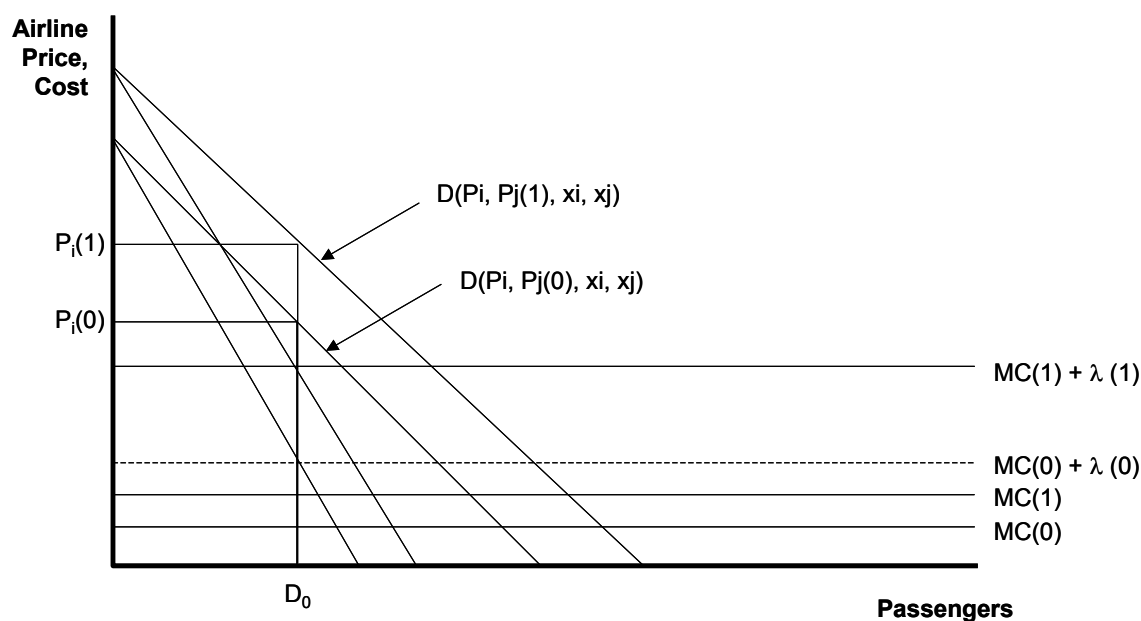 Airline
Price,
Cost
D(Pi, Pj(1), xi, xj)
Pᵢ(1)
D(Pi, Pj(0), xi, xj)
Pᵢ(0)
MC(1) + λ (1)
MC(0) + λ (0)
MC(1)
MC(0)
D₀
Passengers